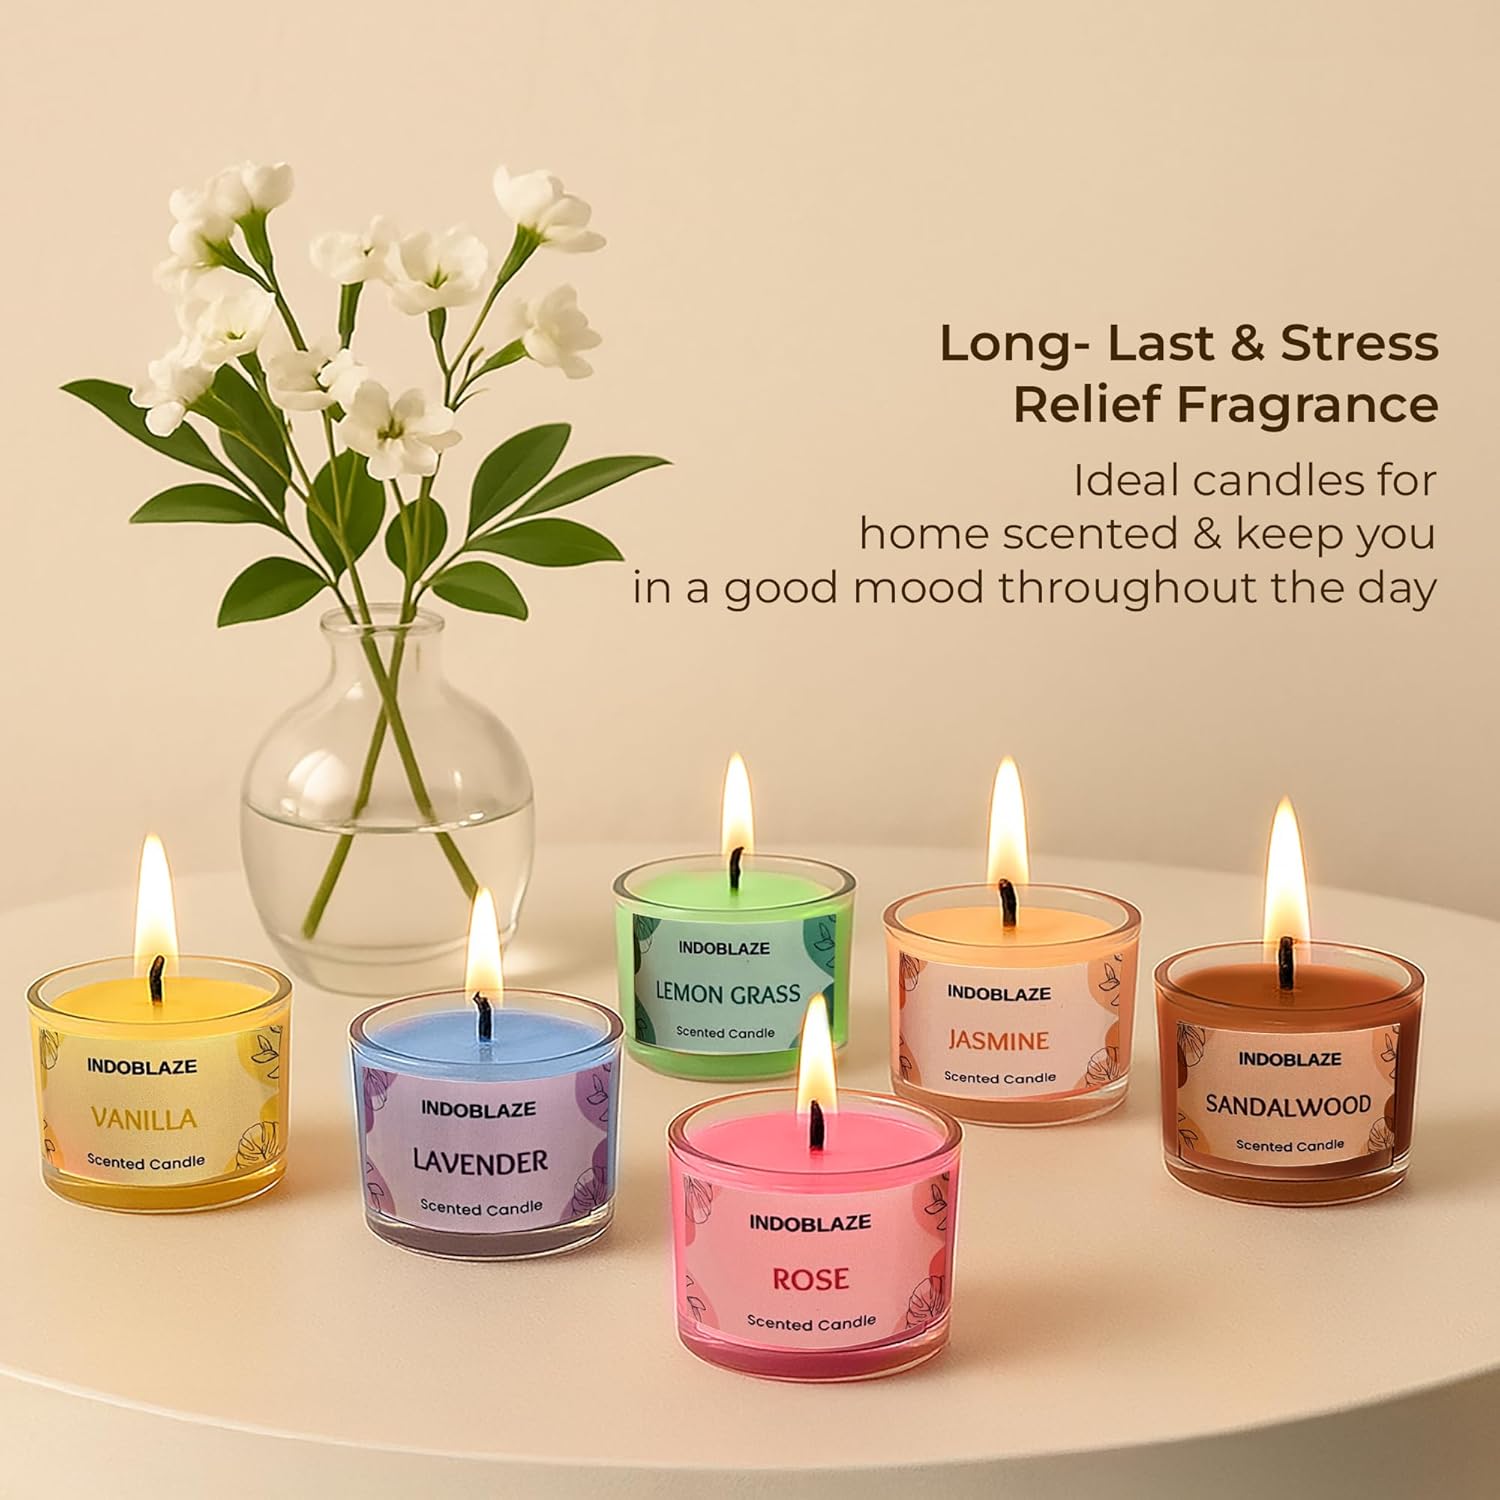 Long- Last & Stress
Relief Fragrance
Ideal candles for
home scented & keep you
in a good mood throughout the day
INDOBLAZE
LEMON GRASS
Scented Candle
INDOBLAZE
JASMINE
Scented Candle
INDOBLAZE
SANDALWOOD
Scented Candle
INDOBLAZE
VANILLA
Scented Candle
INDOBLAZE
LAVENDER
Scented Candle
INDOBLAZE
ROSE
Scented Candle